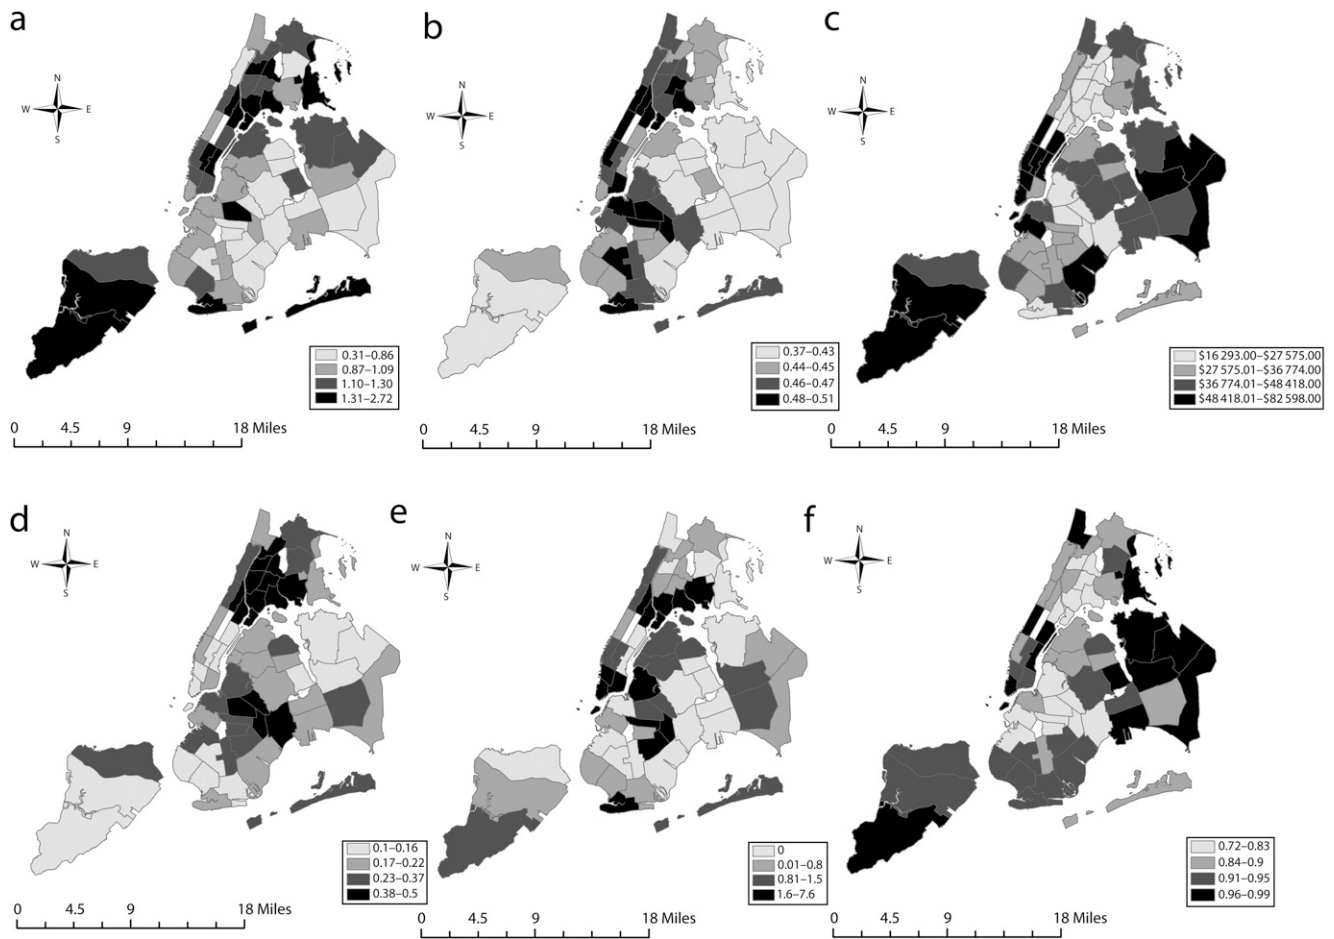 a
N
W E
S
0.31–0.86
0.87–1.09
1.10–1.30
1.31–2.72
0 4.5 9 18 Miles
b
N
W E
S
0.37–0.43
0.44–0.45
0.46–0.47
0.48–0.51
0 4.5 9 18 Miles
c
N
W E
S
$16 293.00–$27 575.00
$27 575.01–$36 774.00
$36 774.01–$48 418.00
$48 418.01–$82 598.00
0 4.5 9 18 Miles
d
N
W E
S
0.1–0.16
0.17–0.22
0.23–0.37
0.38–0.5
0 4.5 9 18 Miles
e
N
W E
S
0
0.01–0.8
0.81–1.5
1.6–7.6
0 4.5 9 18 Miles
f
N
W E
S
0.72–0.83
0.84–0.9
0.91–0.95
0.96–0.99
0 4.5 9 18 Miles